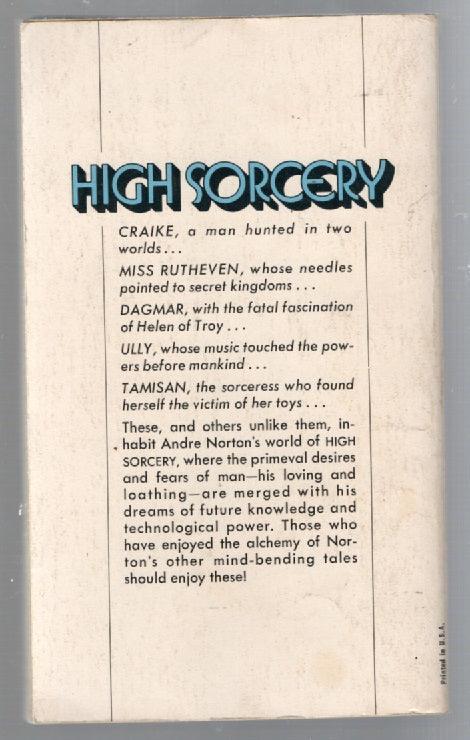 HIGH SORCERY
CRAIKE, a man hunted in two
worlds...
MISS RUTHEVEN, whose needles
pointed to secret kingdoms...
DAGMAR, with the fatal fascination
of Helen of Troy...
ULLY, whose music touched the pow-
ers before mankind...
TAMISAN, the sorceress who found
herself the victim of her toys...
These, and others unlike them, in-
habit Andre Norton's world of HIGH
SORCERY, where the primeval desires
and fears of man—his loving and
loathing—are merged with his
dreams of future knowledge and
technological power. Those who
have enjoyed the alchemy of Nor-
ton's other mind-bending tales
should enjoy these!
Printed in U.S.A.